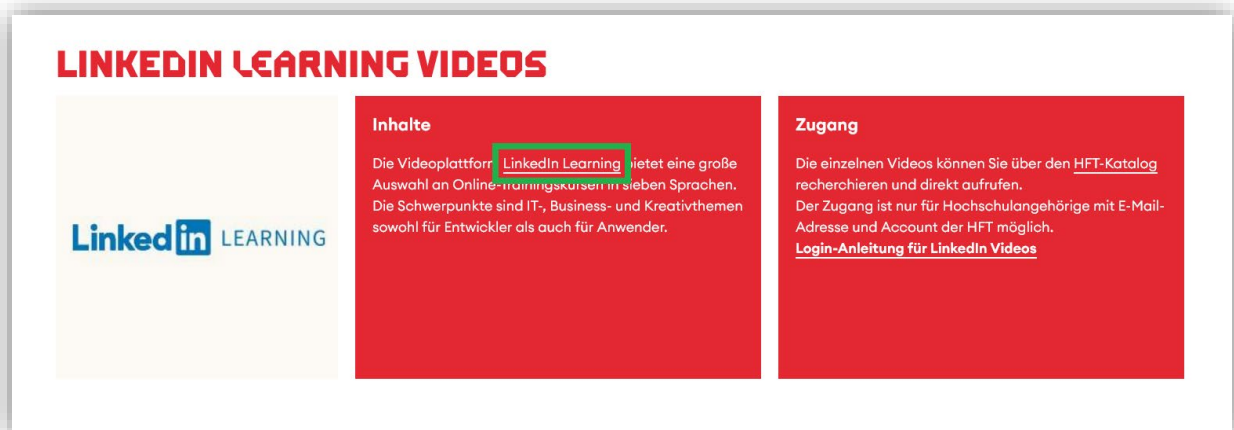 LINKEDIN LEARNING VIDEOS
Linked in LEARNING
Inhalte
Die Videoplattform LinkedIn Learning bietet eine große
Auswahl an Online-Trainingskursen in sieben Sprachen.
Die Schwerpunkte sind IT-, Business- und Kreativthemen
sowohl für Entwickler als auch für Anwender.
Zugang
Die einzelnen Videos können Sie über den HFT-Katalog
recherchieren und direkt aufrufen.
Der Zugang ist nur für Hochschulangehörige mit E-Mail-
Adresse und Account der HFT möglich.
Login-Anleitung für LinkedIn Videos